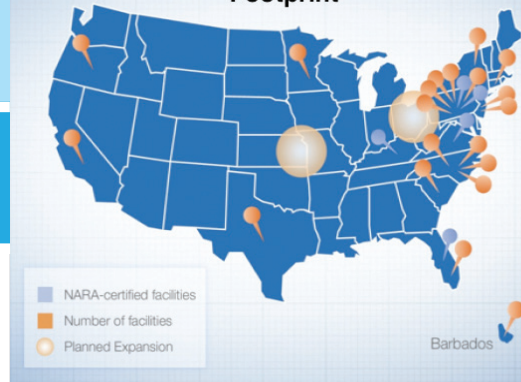 Footprint
NARA-certified facilities
Number of facilities
Planned Expansion
Barbados